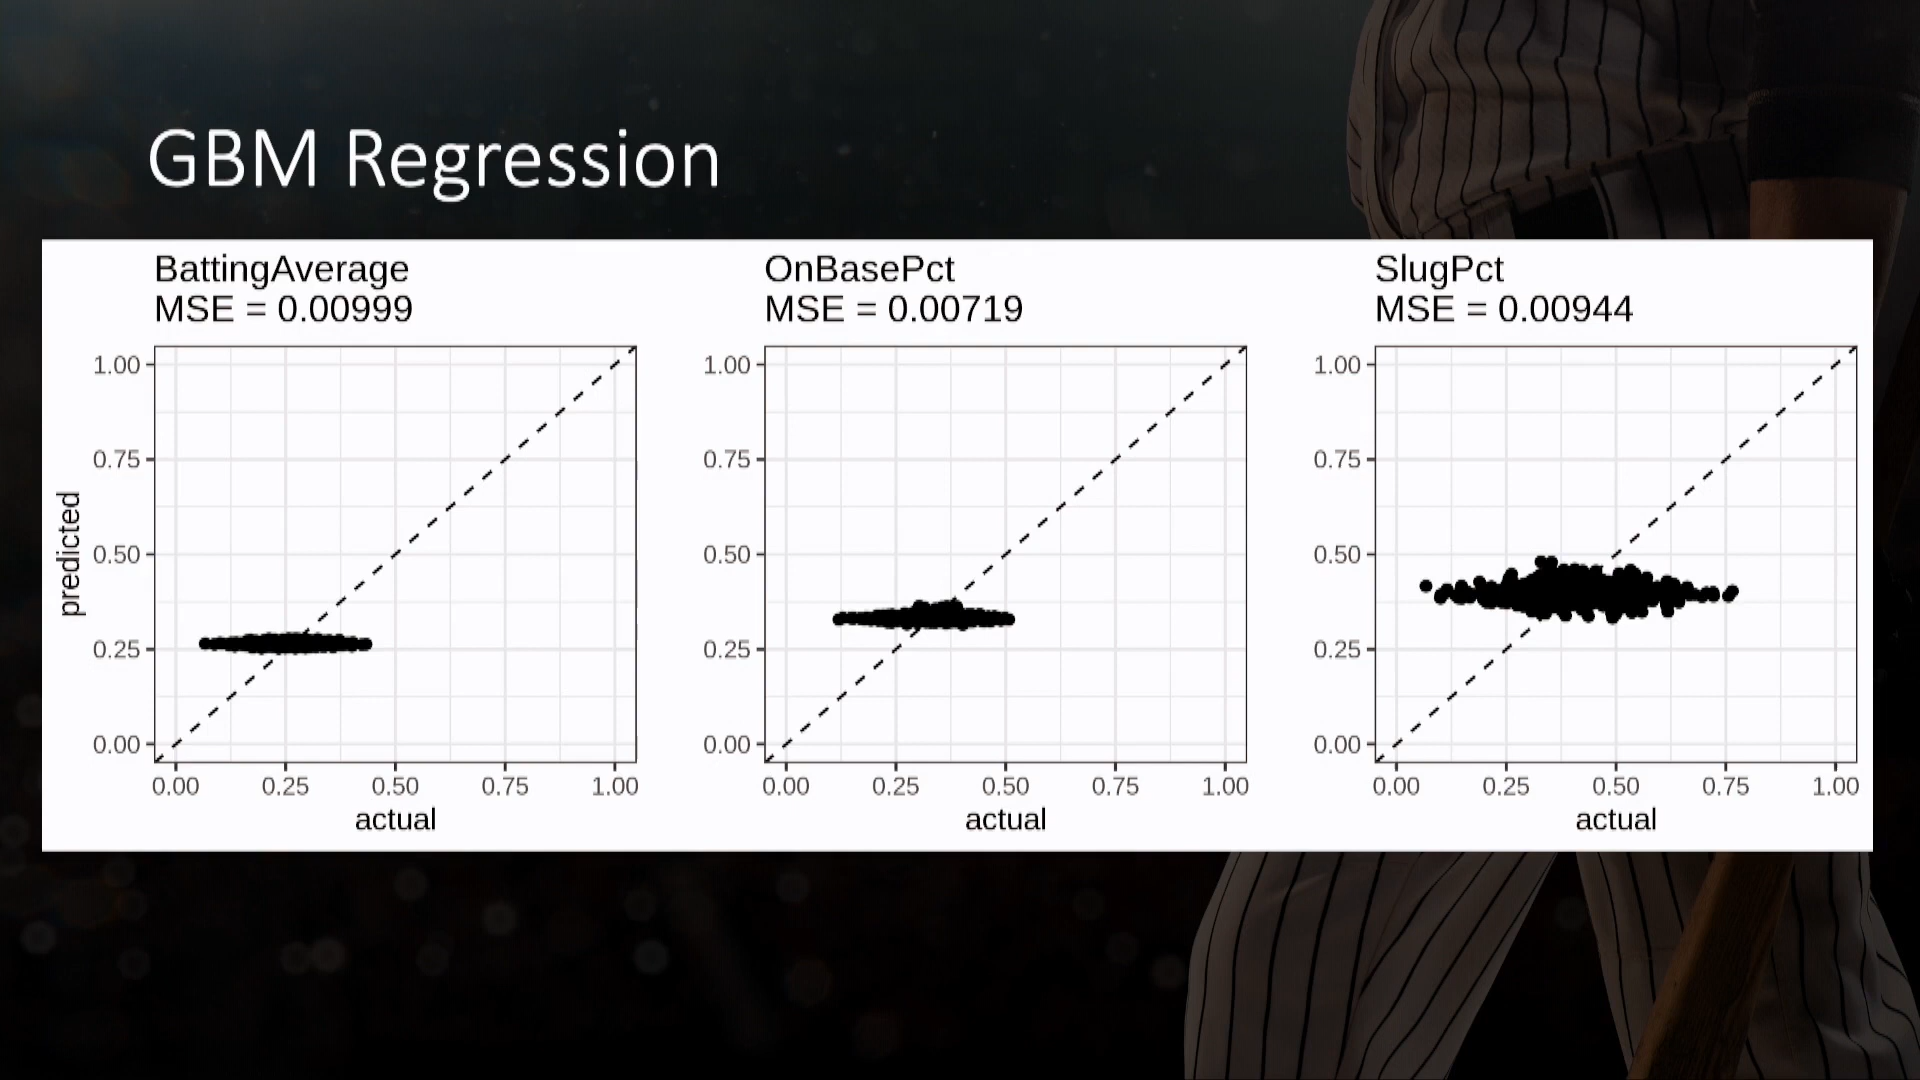 GBM Regression
BattingAverage
MSE = 0.00999
predicted
1.00
0.75
0.50
0.25
0.00
0.00 0.25 0.50 0.75 1.00
actual
OnBasePct
MSE = 0.00719
1.00
0.75
0.50
0.25
0.00
0.00 0.25 0.50 0.75 1.00
actual
SlugPct
MSE = 0.00944
1.00
0.75
0.50
0.25
0.00
0.00 0.25 0.50 0.75 1.00
actual